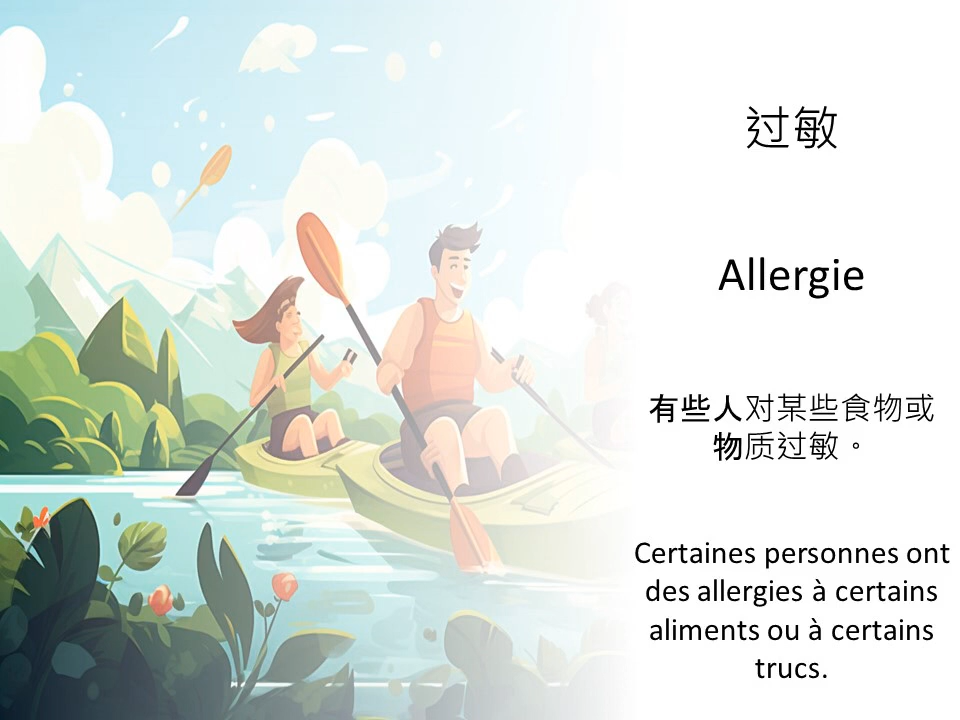 过敏
Allergie
有些人对某些食物或
物质过敏。
Certaines personnes ont
des allergies à certains
aliments ou à certains
trucs.